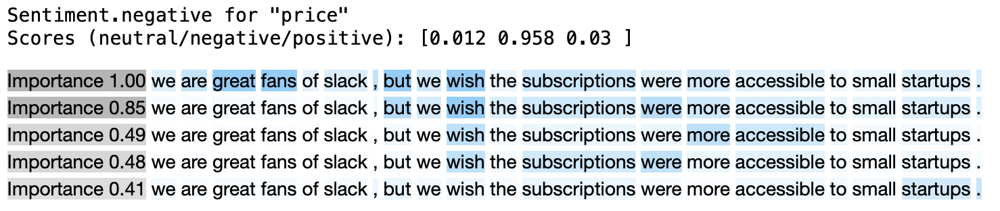 Sentiment.negative for "price"
Scores (neutral/negative/positive): [0.012 0.958 0.03 ]
Importance 1.00 we are great fans of slack , but we wish the subscriptions were more accessible to small startups .
Importance 0.85 we are great fans of slack , but we wish the subscriptions were more accessible to small startups .
Importance 0.49 we are great fans of slack , but we wish the subscriptions were more accessible to small startups .
Importance 0.48 we are great fans of slack , but we wish the subscriptions were more accessible to small startups .
Importance 0.41 we are great fans of slack , but we wish the subscriptions were more accessible to small startups .